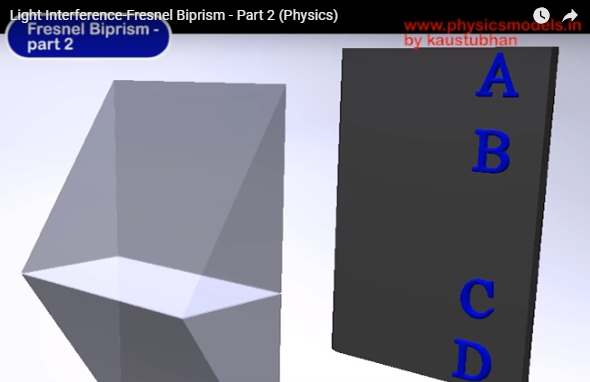 Light Interference-Fresnel Biprism - Part 2 (Physics)
www.physicsmodels.in
by kaustubhan
Fresnel Biprism -
part 2
A
B
C
D